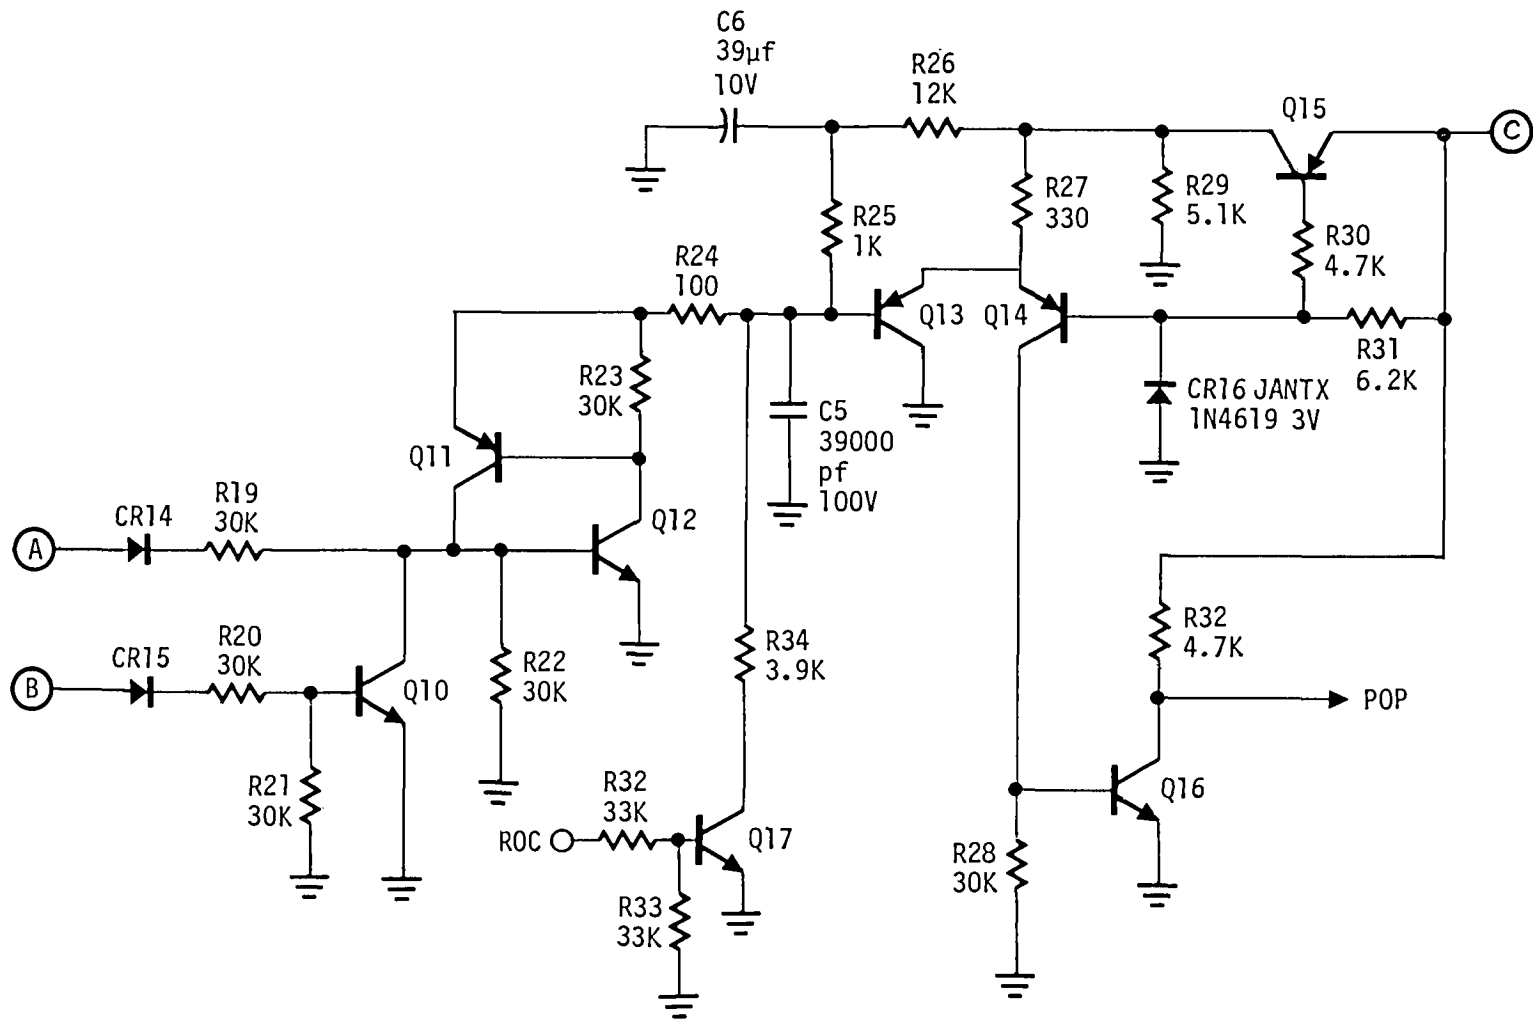 C6
39µf
10V
R26
12K
Q15
C
R25
1K
R27
330
R29
5.1K
R30
4.7K
R24
100
Q13
Q14
R31
6.2K
R23
30K
C5
39000
pf
100V
CR16 JANTX
1N4619 3V
Q11
CR14
R19
30K
Q12
A
R20
30K
CR15
B
Q10
R22
30K
R34
3.9K
R32
4.7K
POP
R21
30K
R32
33K
ROC
Q17
Q16
R28
30K
R33
33K